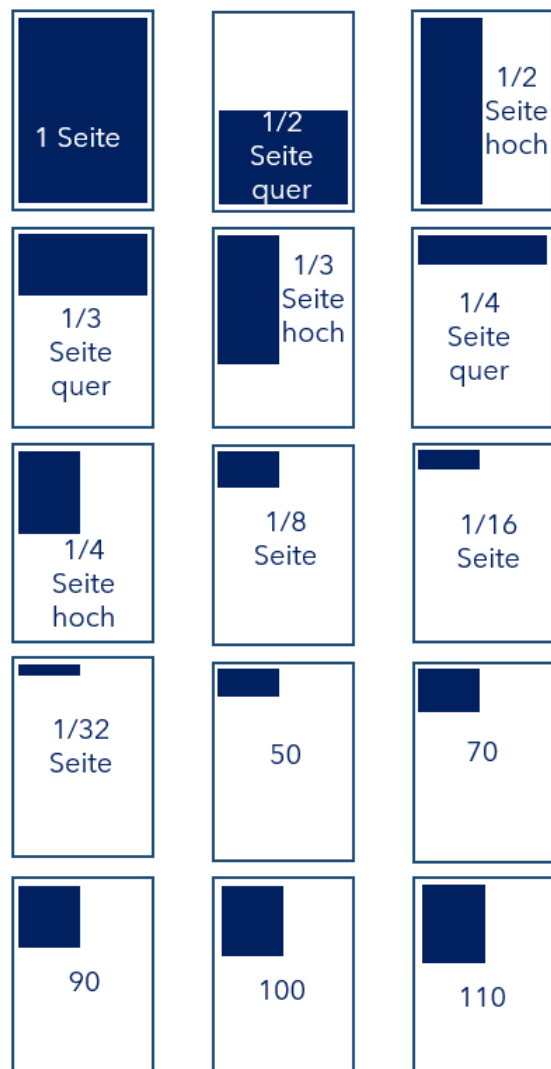 1 Seite
1/2
Seite
quer
1/2
Seite
hoch
1/3
Seite
quer
1/3
Seite
hoch
1/4
Seite
quer
1/4
Seite
hoch
1/8
Seite
1/16
Seite
1/32
Seite
50
70
90
100
110